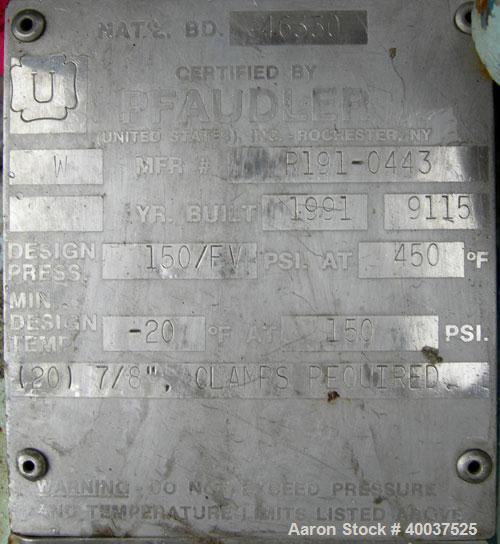 NAT'L. BD. 46530
U
CERTIFIED BY
PFAUDLER
(UNITED STATES), INC. - ROCHESTER, NY
W MFR # P191-0443
YR. BUILT 1991 9115
DESIGN PRESS. 150/FV PSI. AT 450 °F
MIN. DESIGN TEMP. -20 °F AT 150 PSI.
(20) 7/8", CLAMPS REQUIRED.
WARNING - DO NOT EXCEED PRESSURE
AND TEMPERATURE LIMITS LISTED ABOVE
Aaron Stock # 40037525